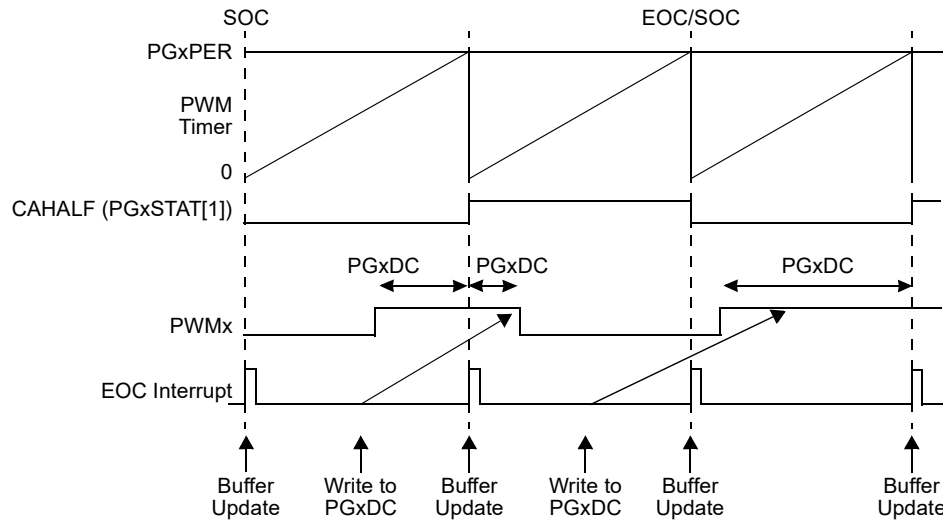 SOC
EOC/SOC
PGxPER
PWM
Timer
0
CAHALF (PGxSTAT[1])
PGxDC
PGxDC
PGxDC
PWMx
EOC Interrupt
Buffer
Update
Write to
PGxDC
Buffer
Update
Write to
PGxDC
Buffer
Update
Buffer
Update